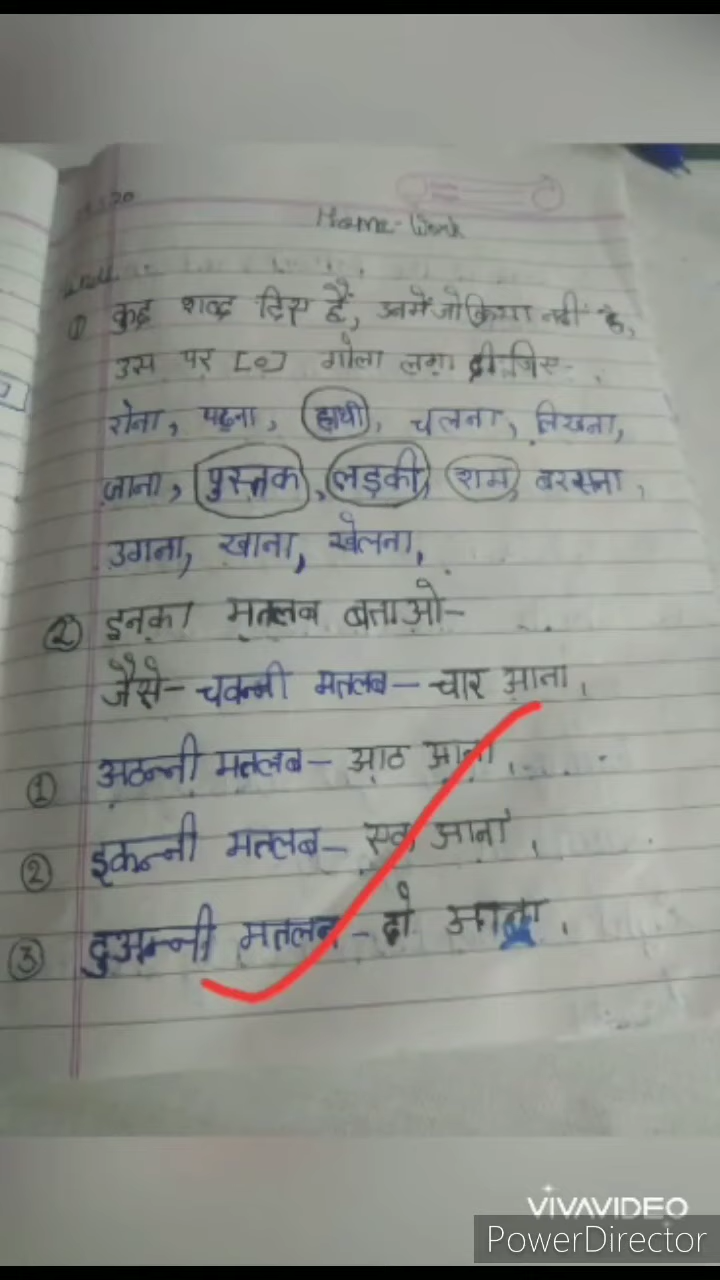 20
Home-Work
① कुछ शब्द दिए हैं, उनमें जो क्रिया नहीं है,
उस पर [०] गोला लगा दीजिए-
रोना, पढ़ना, हाथी, चलना, लिखना,
जाना, पुस्तक, लड़की, शाम, बरसना,
उगना, खाना, खेलना,
② इनका मतलब बताओ-
जैसे- चवन्नी मतलब- चार आना,
① अठन्नी मतलब- आठ आना,
② इकन्नी मतलब- एक आना,
③ दुअन्नी मतलब- दो आना,
VIVAVIDEO
PowerDirector